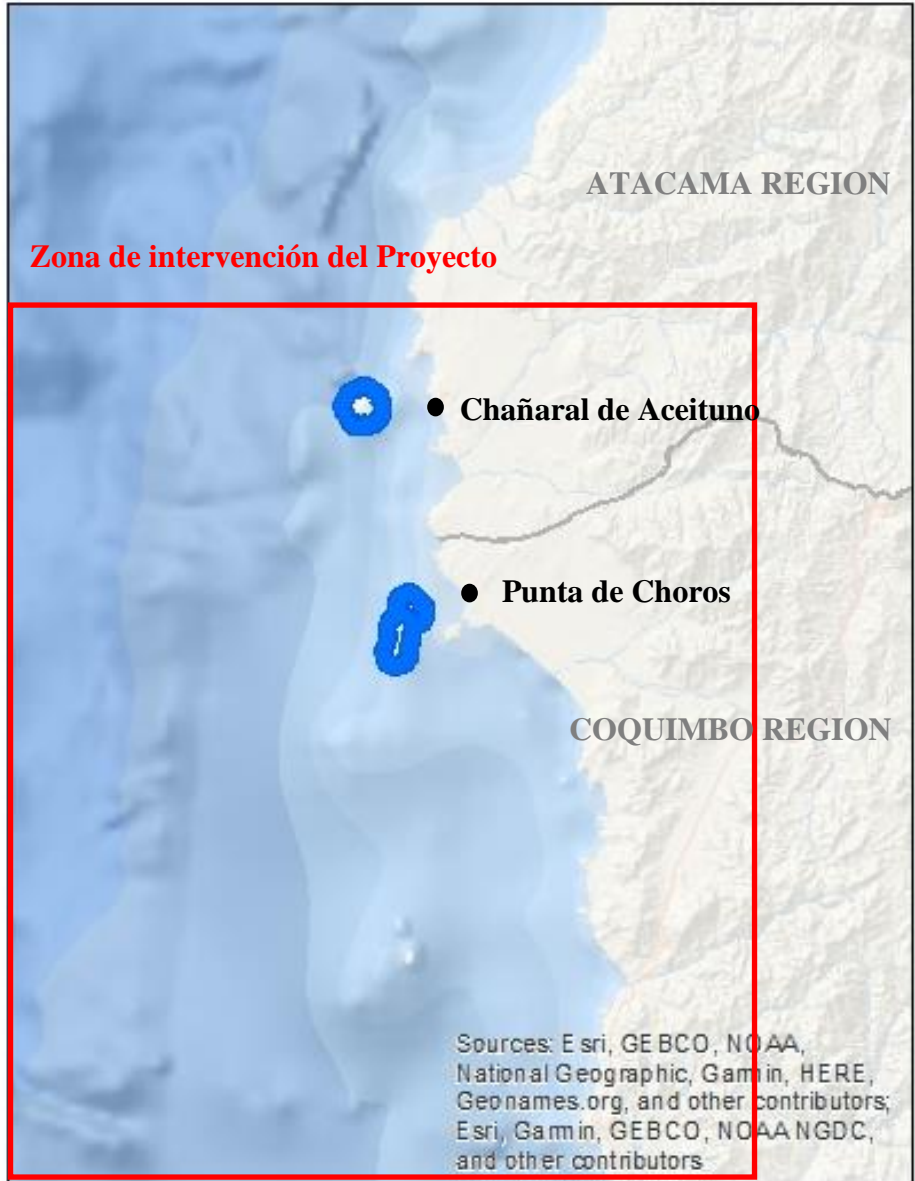 ATACAMA REGION
Zona de intervención del Proyecto
Chañaral de Aceituno
Punta de Choros
COQUIMBO REGION
Sources: Esri, GEBCO, NOAA,
National Geographic, Garmin, HERE,
Geonames.org, and other contributors;
Esri, Garmin, GEBCO, NOAA NGDC,
and other contributors